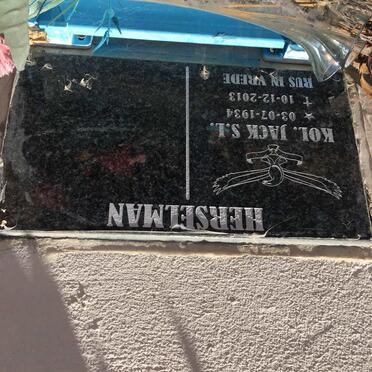 HERSELMAN
KOL. JACK S.L.
★ 03-07-1934
✝ 10-12-2013
RUS IN VREDE